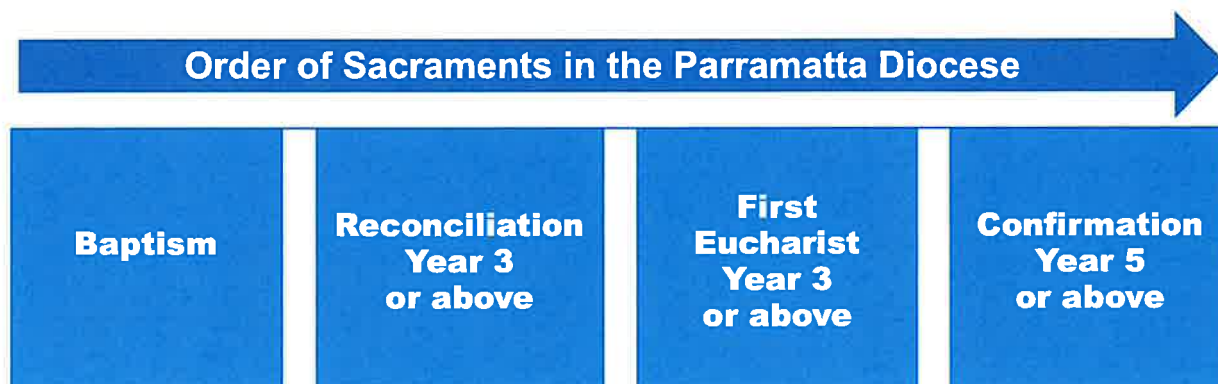 Order of Sacraments in the Parramatta Diocese
Baptism
Reconciliation
Year 3
or above
First
Eucharist
Year 3
or above
Confirmation
Year 5
or above